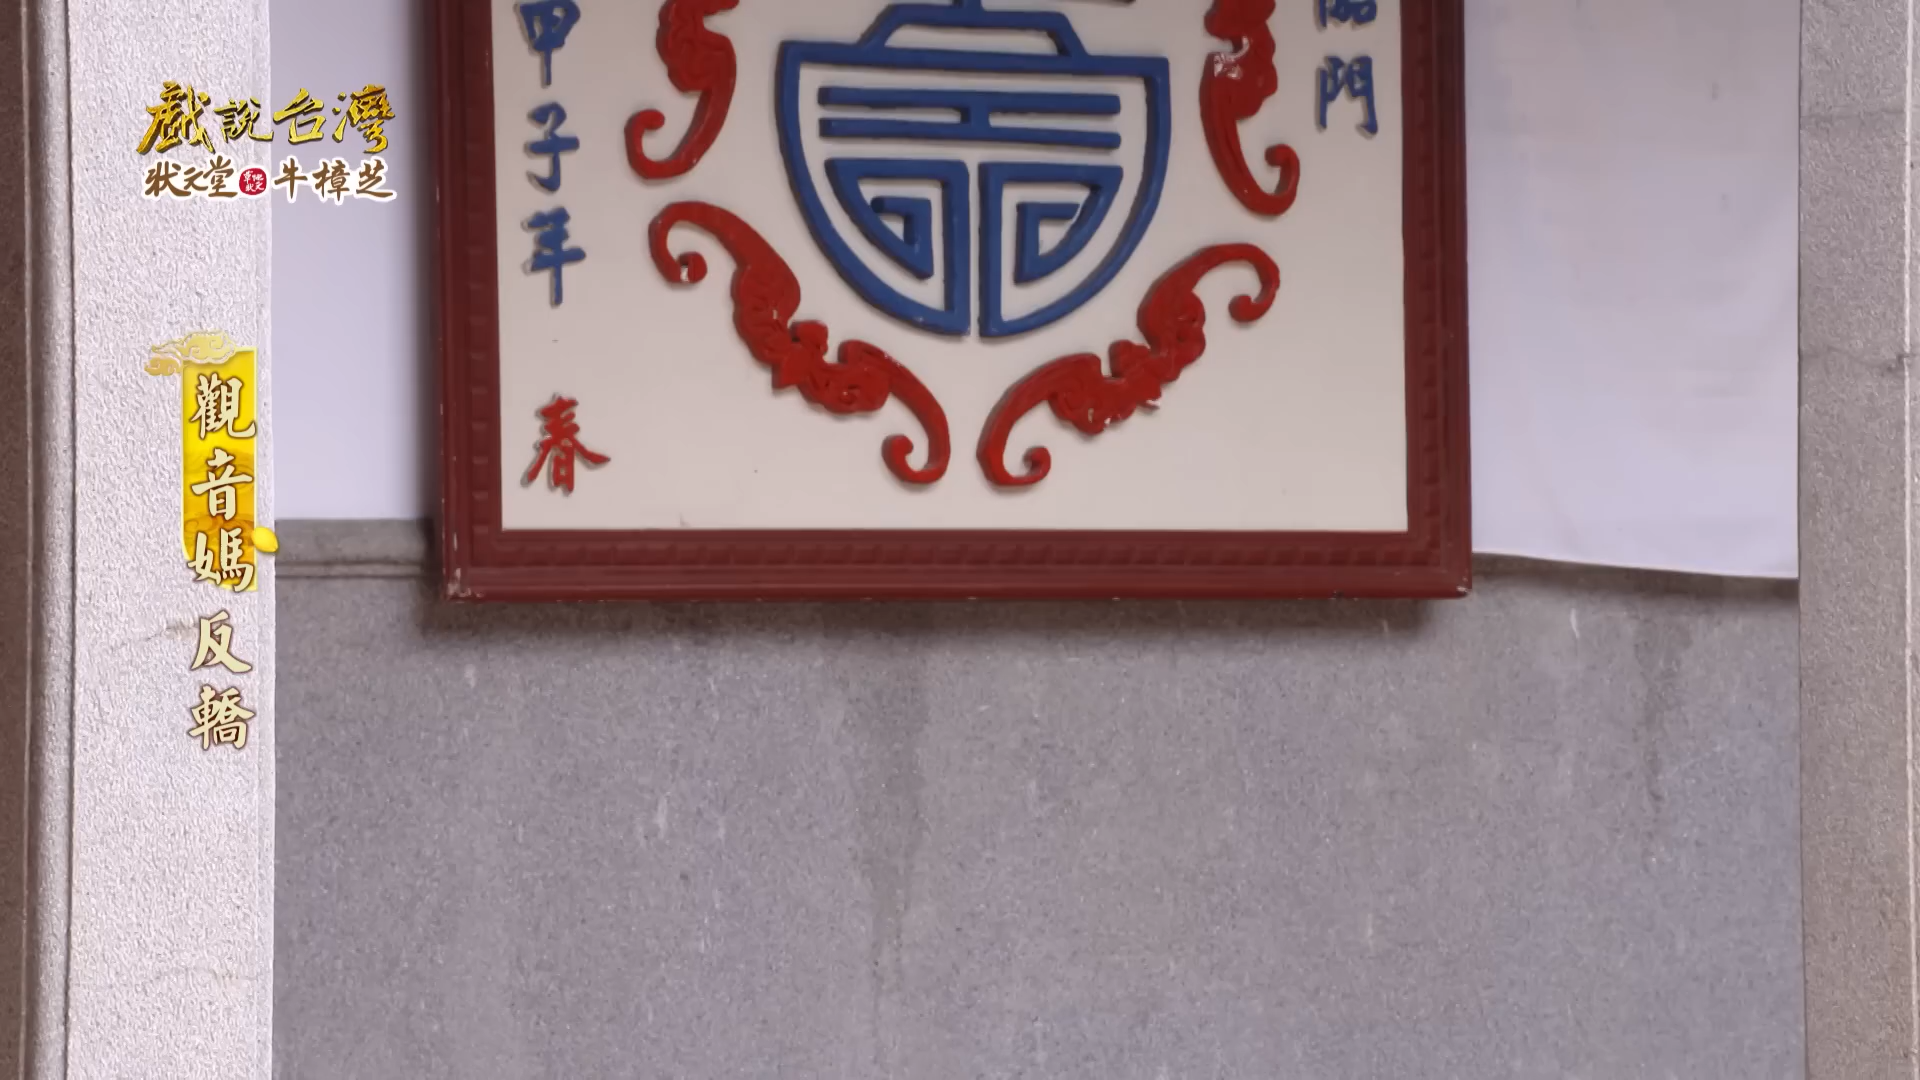 戲說台灣
狀元堂 牛樟芝
觀音媽反轎
臨門
甲子年
春